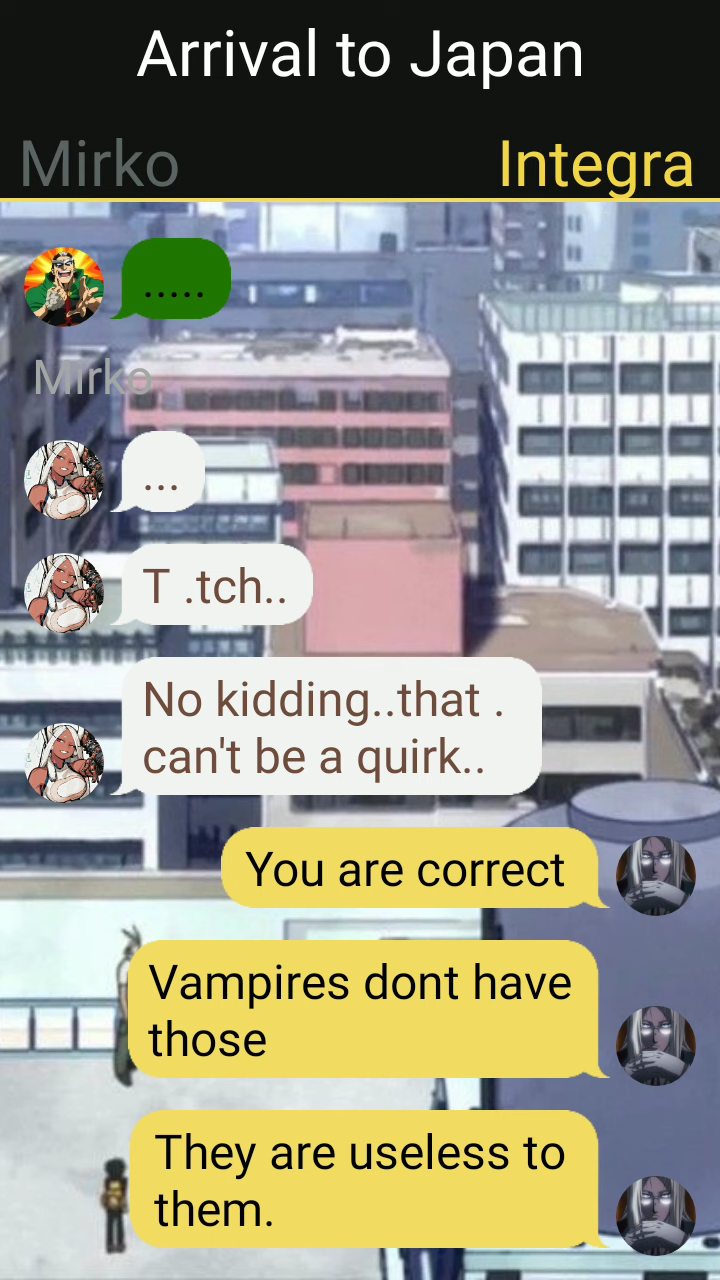 Arrival to Japan
Mirko
Integra
.....
Mirko
...
T .tch..
No kidding..that .
can't be a quirk..
You are correct
Vampires dont have
those
They are useless to
them.